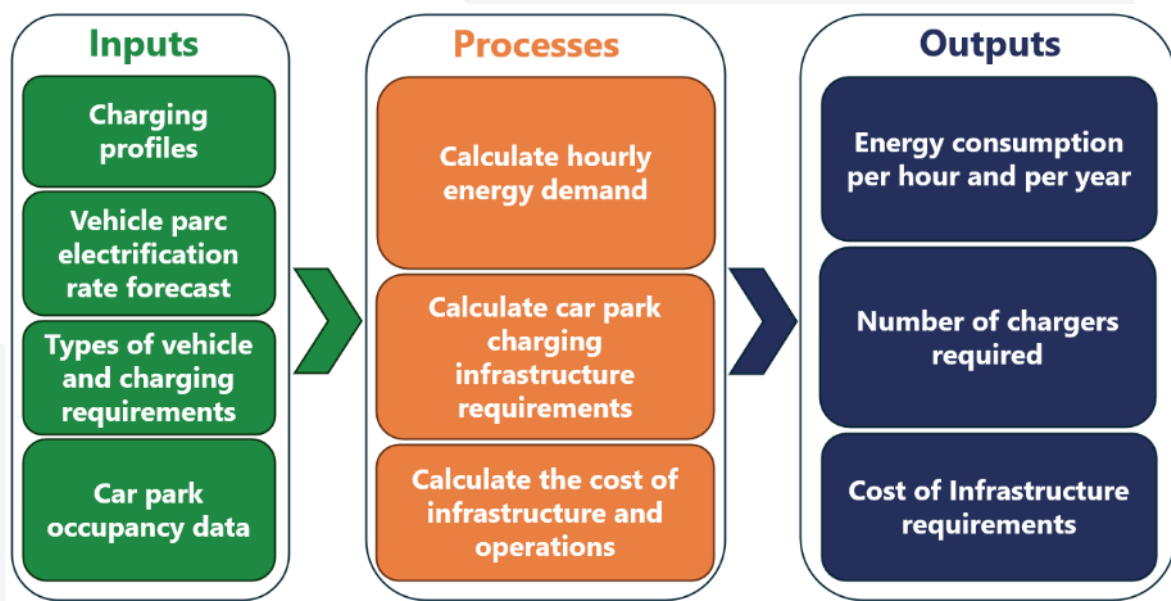 Inputs
Charging
profiles
Vehicle parc
electrification
rate forecast
Types of vehicle
and charging
requirements
Car park
occupancy data
Processes
Calculate hourly
energy demand
Calculate car park
charging
infrastructure
requirements
Calculate the cost of
infrastructure and
operations
Outputs
Energy consumption
per hour and per year
Number of chargers
required
Cost of Infrastructure
requirements